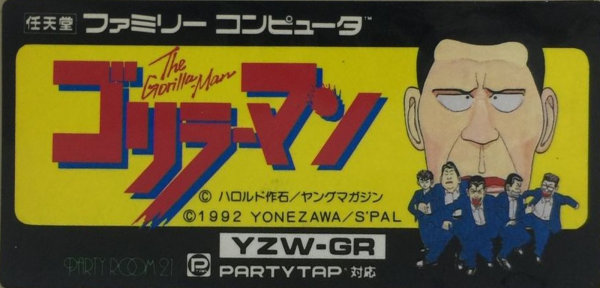 任天堂 ファミリー コンピュータ™
The Gorilla-Man
ゴリラーマン
© ハロルド作石/ヤングマガジン
©1992 YONEZAWA/S'PAL
YZW-GR
PARTY ROOM 21
P PARTYTAP® 対応